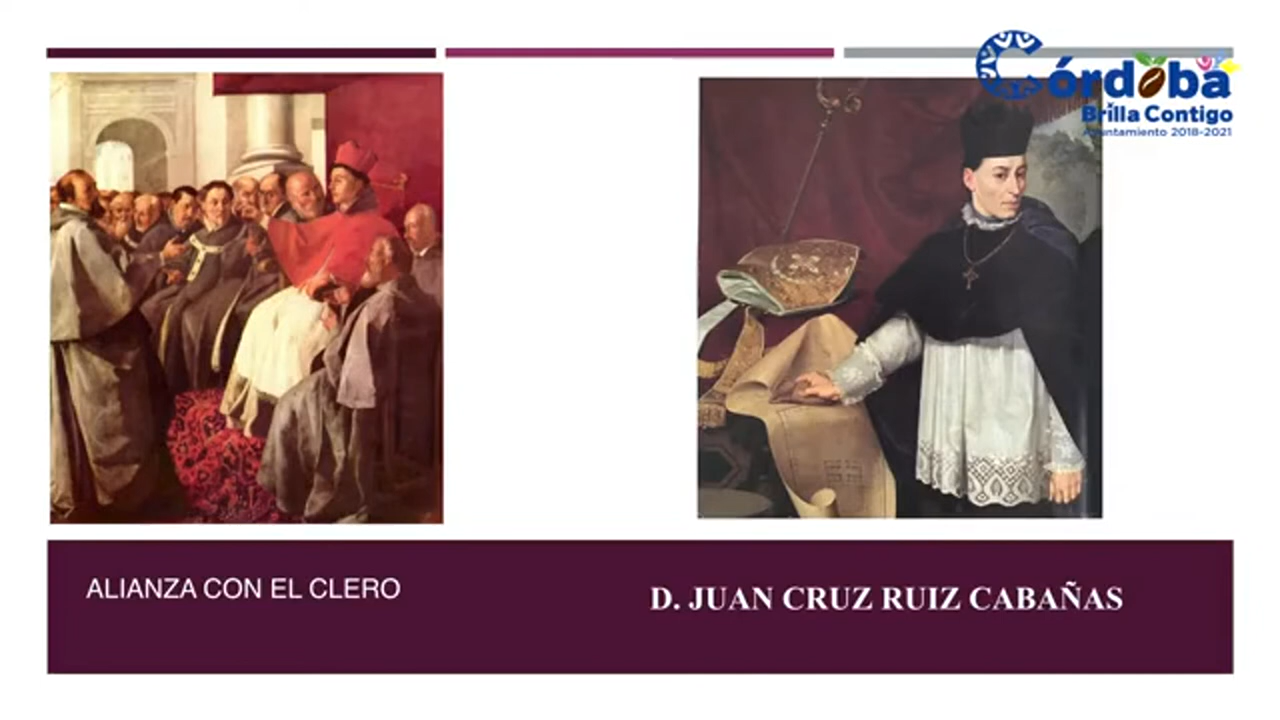 Córdoba
Brilla Contigo
Ayuntamiento 2018-2021
ALIANZA CON EL CLERO
D. JUAN CRUZ RUIZ CABAÑAS